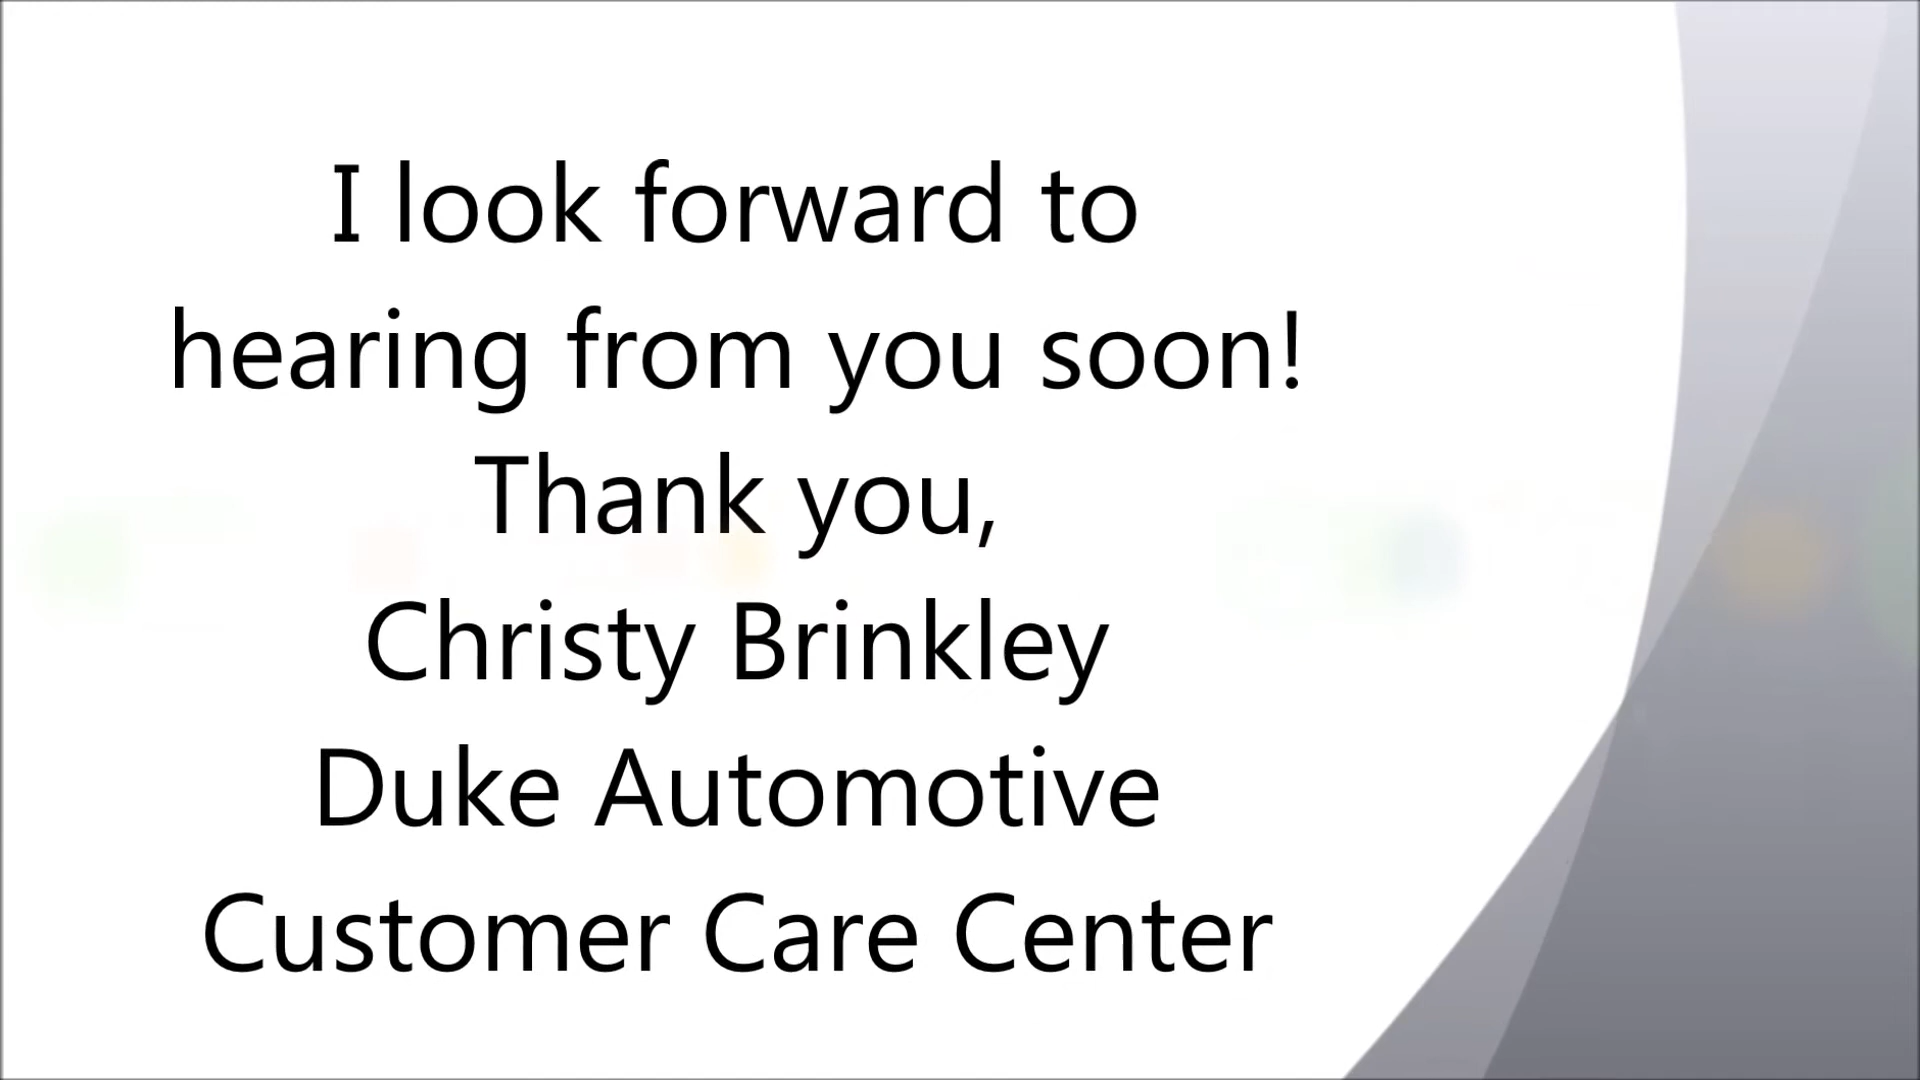 I look forward to
hearing from you soon!
Thank you,
Christy Brinkley
Duke Automotive
Customer Care Center